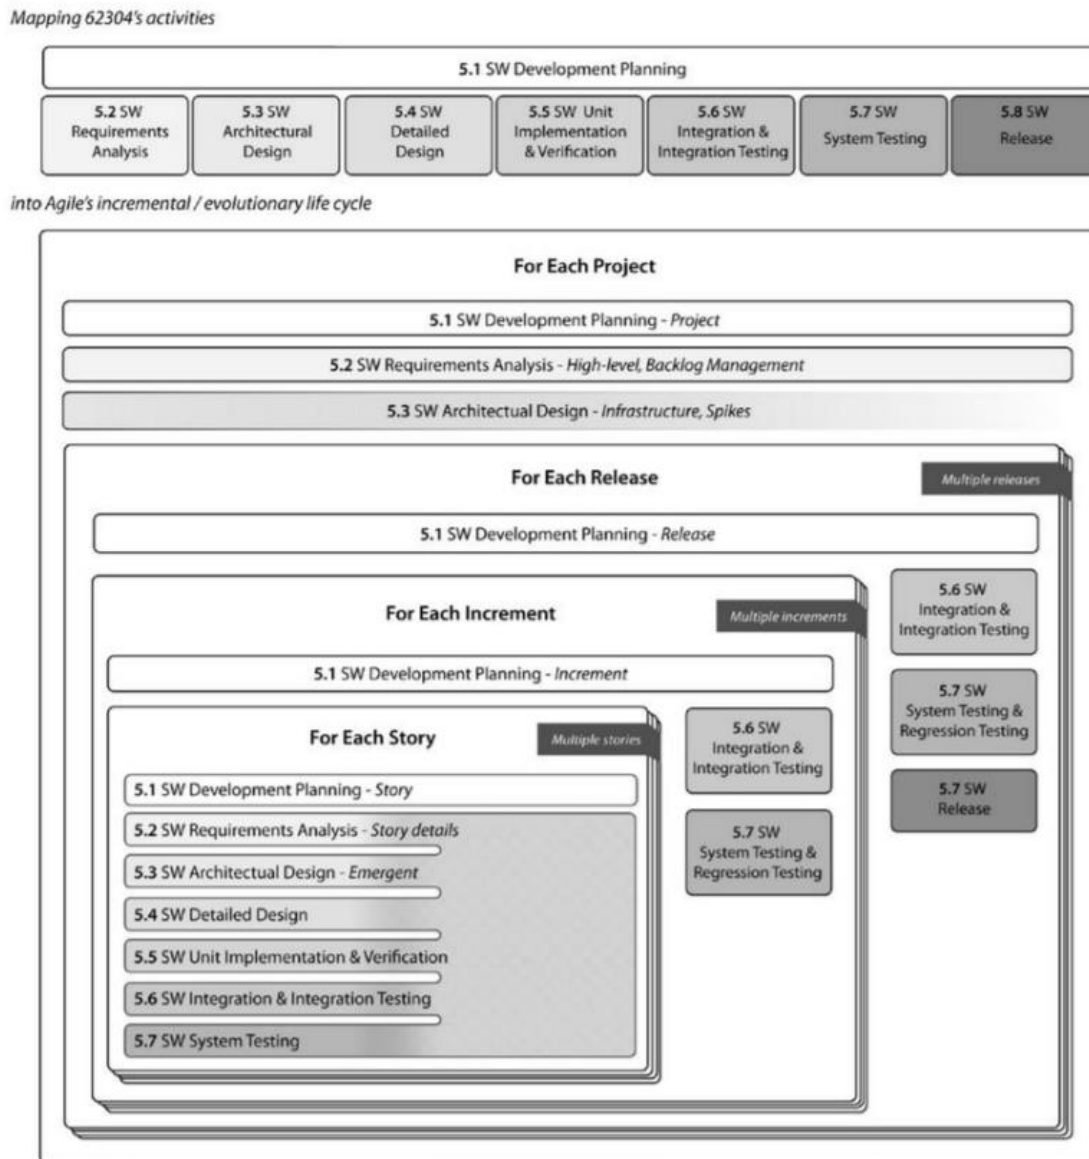 Mapping 62304's activities
5.1 SW Development Planning
5.2 SW
Requirements
Analysis
5.3 SW
Architectural
Design
5.4 SW
Detailed
Design
5.5 SW Unit
Implementation
& Verification
5.6 SW
Integration &
Integration Testing
5.7 SW
System Testing
5.8 SW
Release
into Agile's incremental / evolutionary life cycle
For Each Project
5.1 SW Development Planning - Project
5.2 SW Requirements Analysis - High-level, Backlog Management
5.3 SW Architectual Design - Infrastructure, Spikes
For Each Release
Multiple releases
5.1 SW Development Planning - Release
For Each Increment
Multiple increments
5.1 SW Development Planning - Increment
For Each Story
Multiple stories
5.1 SW Development Planning - Story
5.2 SW Requirements Analysis - Story details
5.3 SW Architectual Design - Emergent
5.4 SW Detailed Design
5.5 SW Unit Implementation & Verification
5.6 SW Integration & Integration Testing
5.7 SW System Testing
5.6 SW
Integration &
Integration Testing
5.7 SW
System Testing &
Regression Testing
5.6 SW
Integration &
Integration Testing
5.7 SW
System Testing &
Regression Testing
5.7 SW
Release